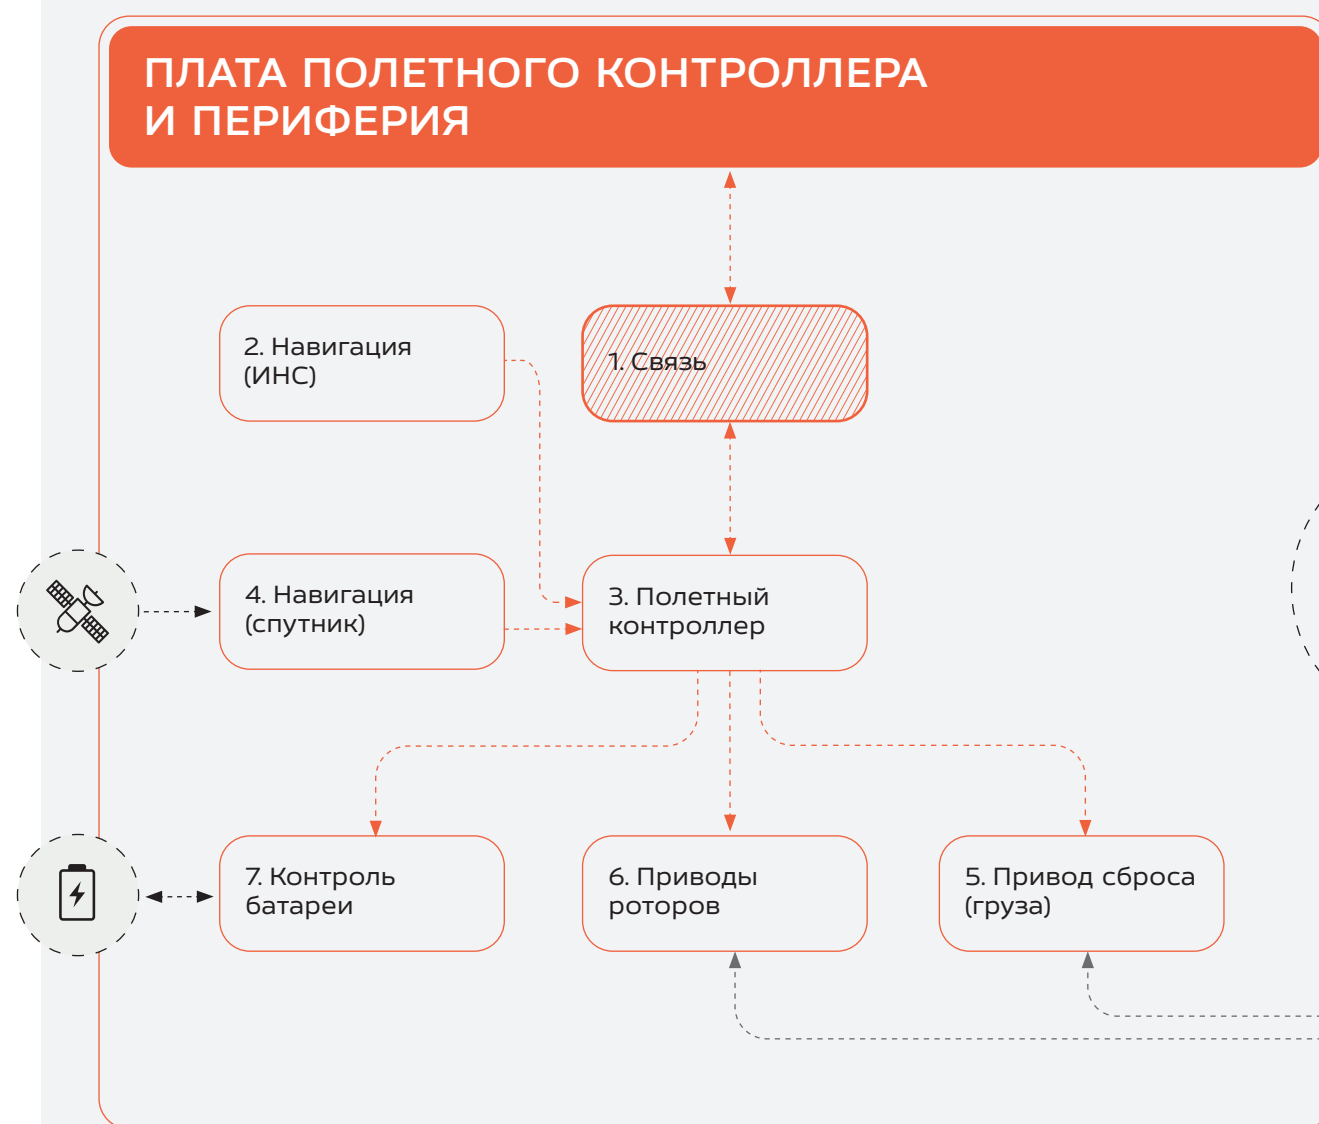 ПЛАТА ПОЛЕТНОГО КОНТРОЛЛЕРА
И ПЕРИФЕРИЯ
2. Навигация
(ИНС)
1. Связь
4. Навигация
(спутник)
3. Полетный
контроллер
7. Контроль
батареи
6. Приводы
роторов
5. Привод сброса
(груза)